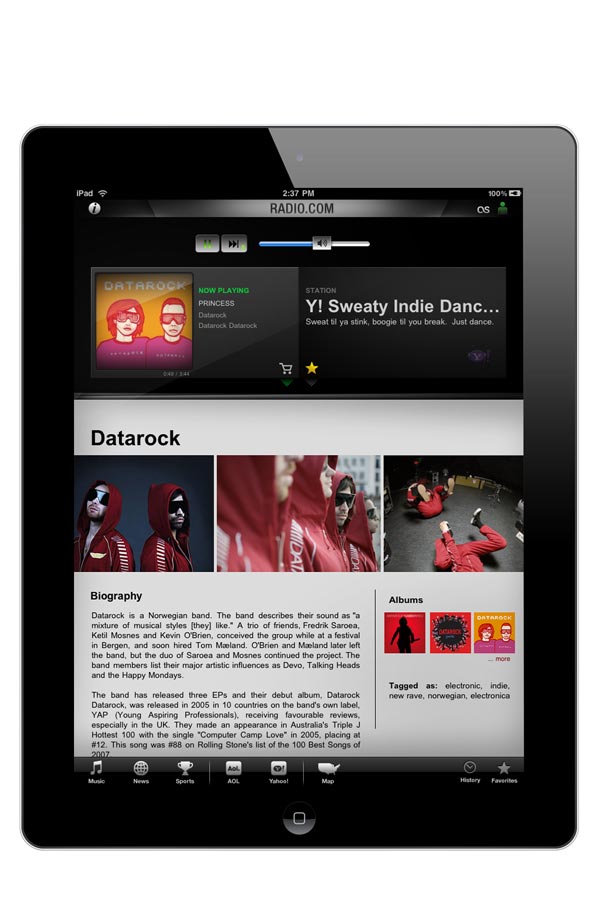 iPad 2:37 PM 100%
RADIO.COM
DATAROCK
NOW PLAYING
PRINCESS
Datarock
Datarock Datarock
0:48 / 3:44
STATION
Y! Sweaty Indie Danc...
Sweat til ya stink, boogie til you break. Just dance.
Y!
Datarock
Biography
Datarock is a Norwegian band. The band describes their sound as "a
mixture of musical styles [they] like." A trio of friends, Fredrik Saroea,
Ketil Mosnes and Kevin O'Brien, conceived the group while at a festival
in Bergen, and soon hired Tom Mæland. O'Brien and Mæland later left
the band, but the duo of Saroea and Mosnes continued the project. The
band members list their major artistic influences as Devo, Talking Heads
and the Happy Mondays.
The band has released three EPs and their debut album, Datarock
Datarock, was released in 2005 in 10 countries on the band's own label,
YAP (Young Aspiring Professionals), receiving favourable reviews,
especially in the UK. They made an appearance in Australia's Triple J
Hottest 100 with the single "Computer Camp Love" in 2005, placing at
#12. This song was #88 on Rolling Stone's list of the 100 Best Songs of
2007.
Albums
DATAROCK
DATAROCK
... more
Tagged as: electronic, indie,
new rave, norwegian, electronica
Music News Sports AOL Yahoo! Map History Favorites